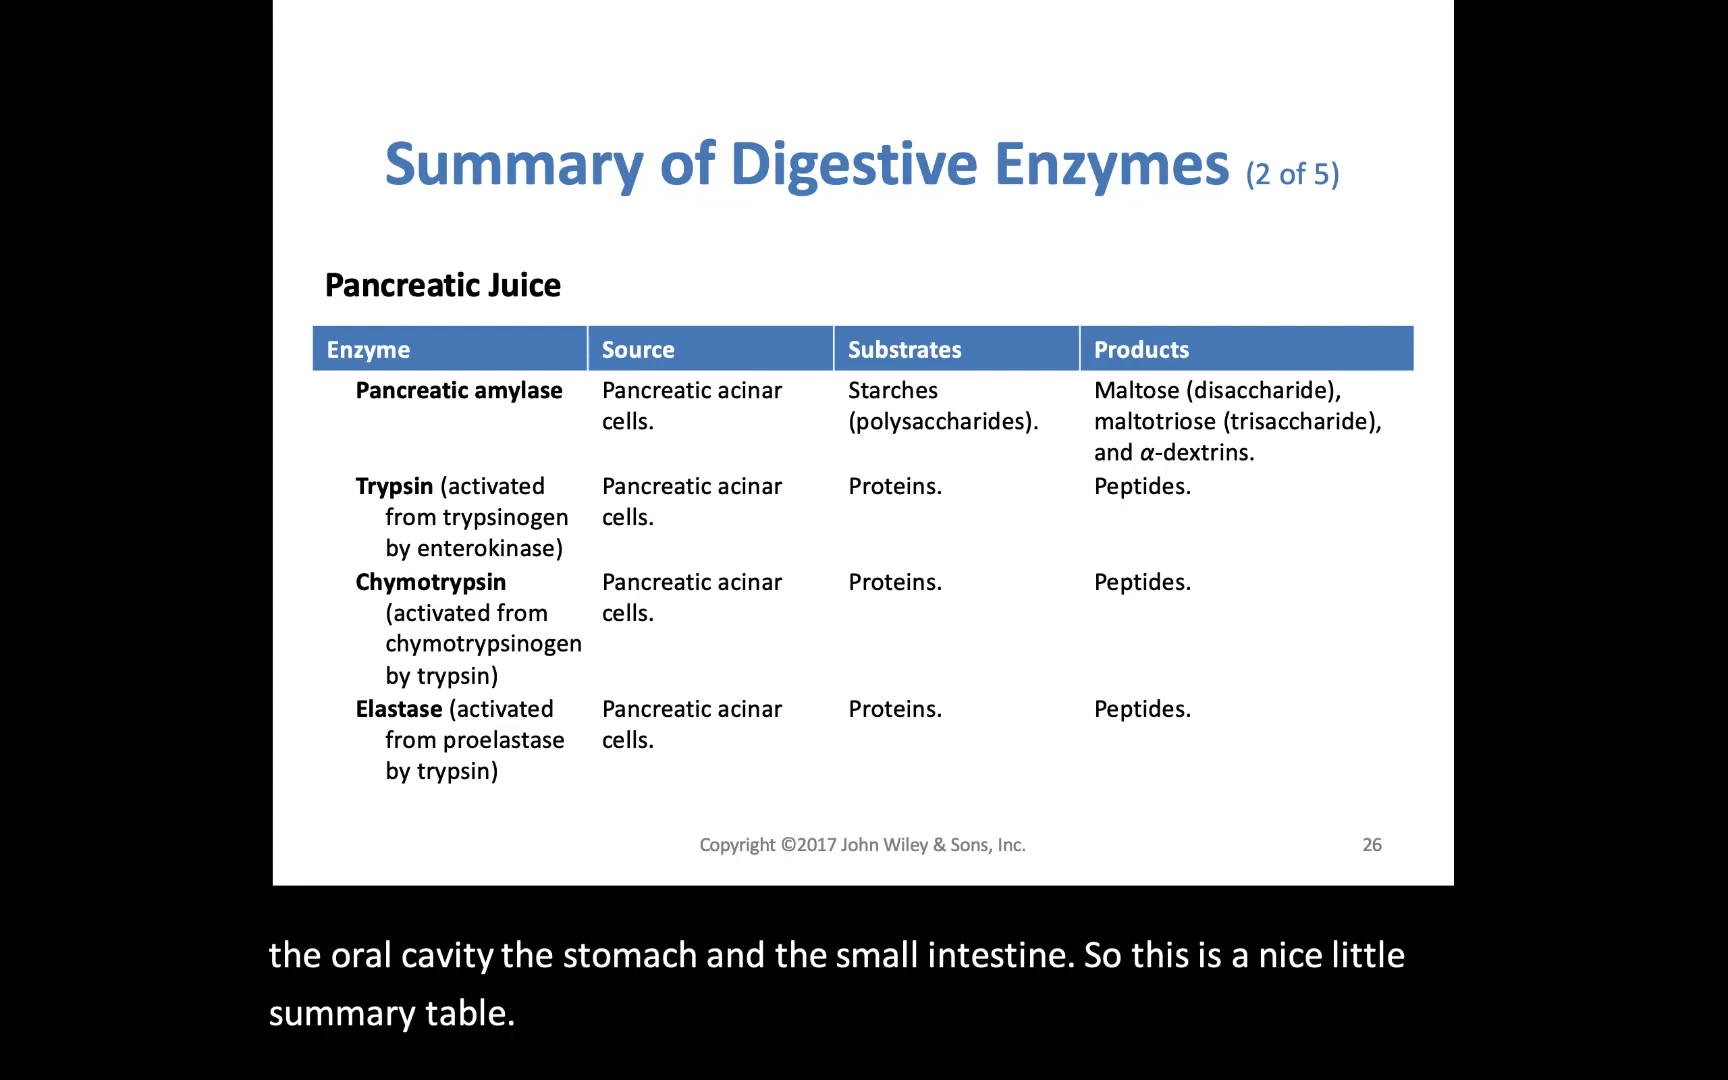 Summary of Digestive Enzymes (2 of 5)
Pancreatic Juice
Enzyme Source Substrates Products
Pancreatic amylase Pancreatic acinar Starches Maltose (disaccharide),
cells. (polysaccharides). maltotriose (trisaccharide),
and α-dextrins.
Trypsin (activated Pancreatic acinar Proteins. Peptides.
from trypsinogen cells.
by enterokinase)
Chymotrypsin Pancreatic acinar Proteins. Peptides.
(activated from cells.
chymotrypsinogen
by trypsin)
Elastase (activated Pancreatic acinar Proteins. Peptides.
from proelastase cells.
by trypsin)
Copyright ©2017 John Wiley & Sons, Inc. 26
the oral cavity the stomach and the small intestine. So this is a nice little
summary table.